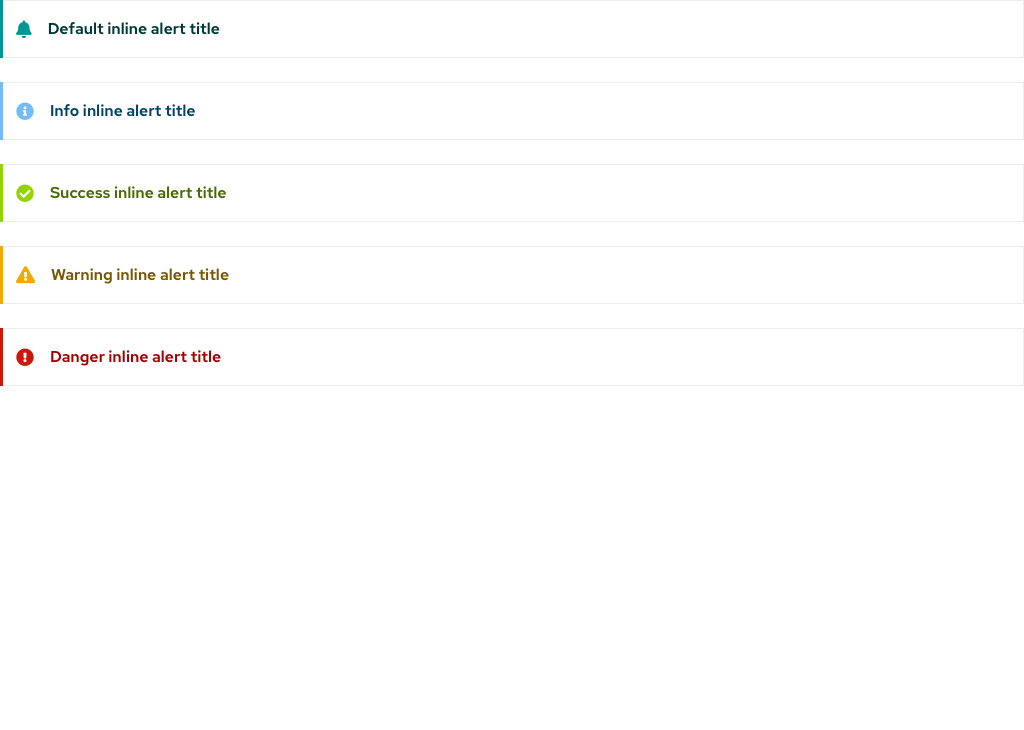 Default inline alert title
Info inline alert title
Success inline alert title
Warning inline alert title
Danger inline alert title